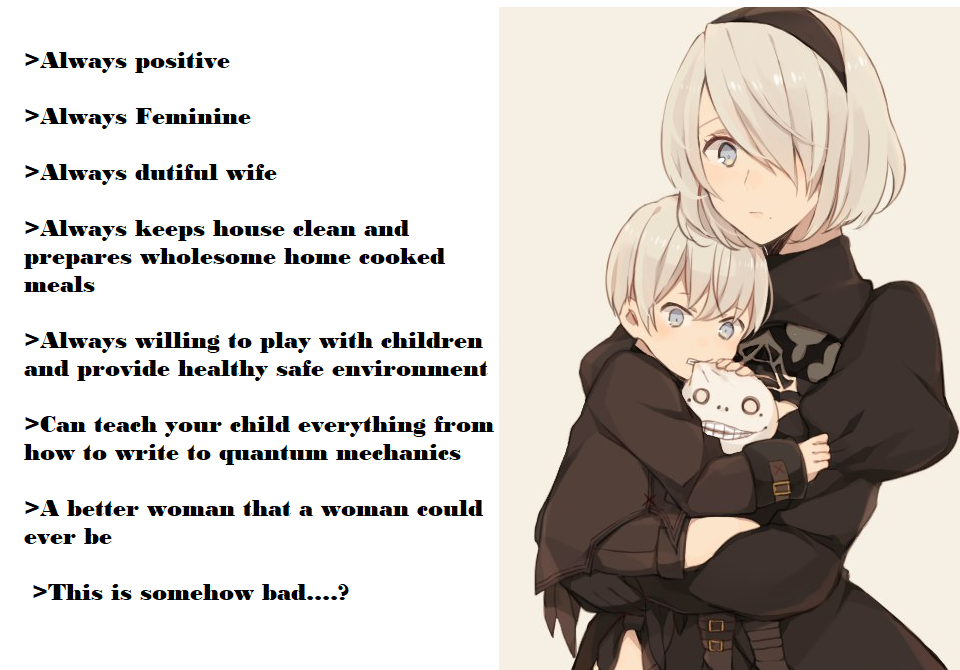 >Always positive
>Always Feminine
>Always dutiful wife
>Always keeps house clean and
prepares wholesome home cooked
meals
>Always willing to play with children
and provide healthy safe environment
>Can teach your child everything from
how to write to quantum mechanics
>A better woman that a woman could
ever be
>This is somehow bad....?